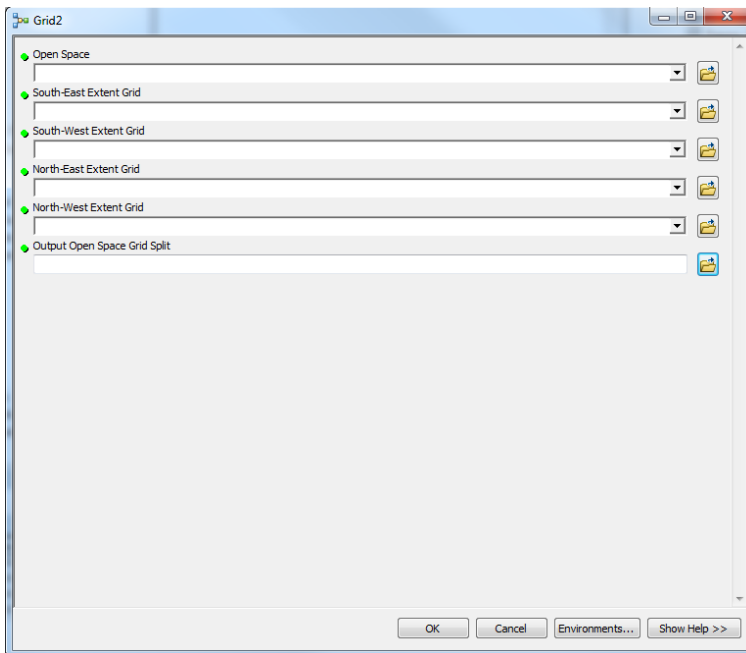 Grid2
Open Space
South-East Extent Grid
South-West Extent Grid
North-East Extent Grid
North-West Extent Grid
Output Open Space Grid Split
OK Cancel Environments... Show Help >>